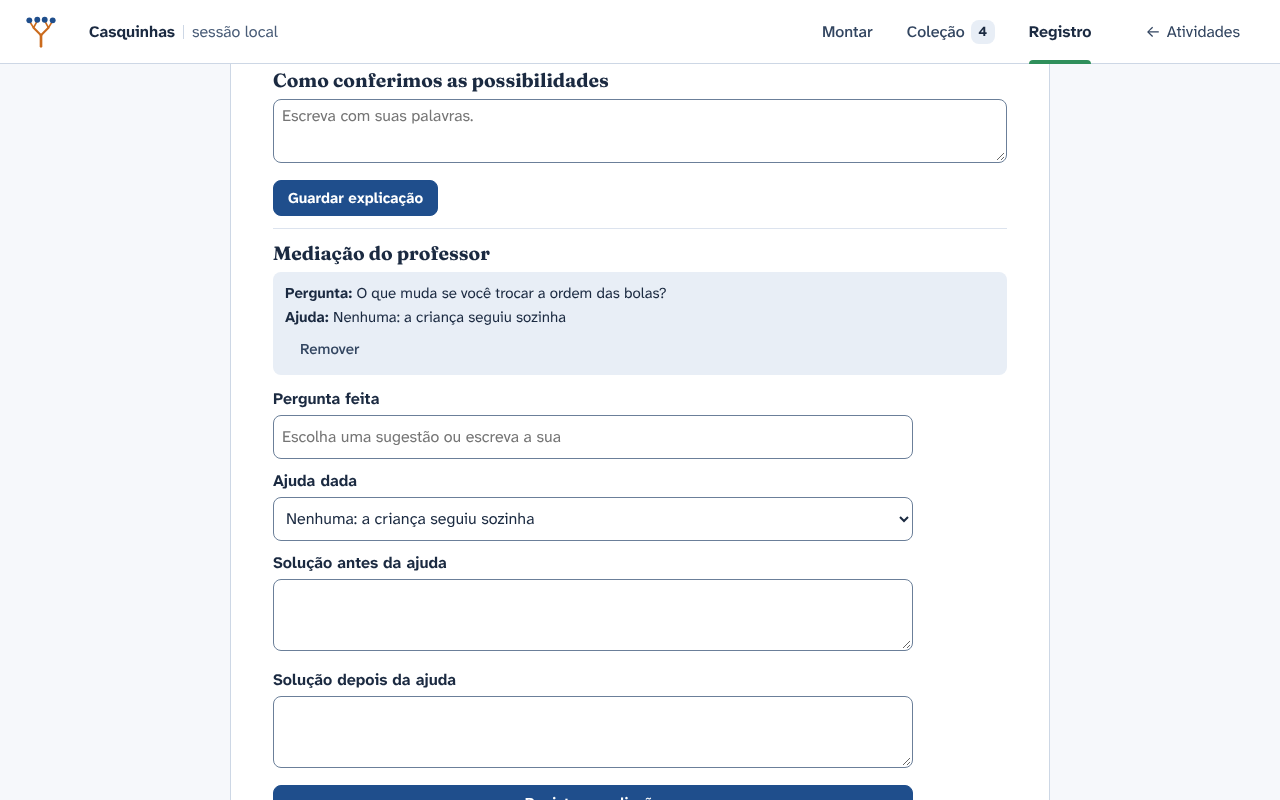 Casquinhas
sessão local
Montar
Coleção 4
Registro
← Atividades
Como conferimos as possibilidades
Escreva com suas palavras.
Guardar explicação
Mediação do professor
Pergunta: O que muda se você trocar a ordem das bolas?
Ajuda: Nenhuma: a criança seguiu sozinha
Remover
Pergunta feita
Escolha uma sugestão ou escreva a sua
Ajuda dada
Nenhuma: a criança seguiu sozinha
Solução antes da ajuda
Solução depois da ajuda